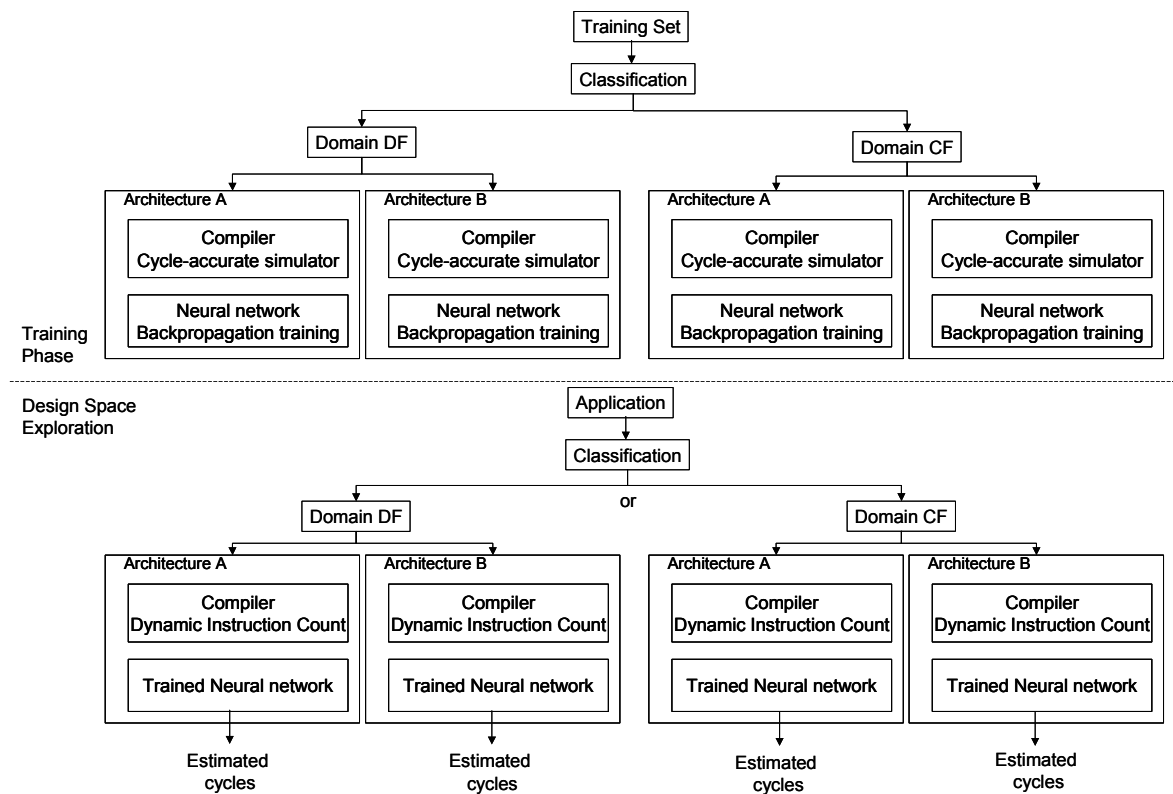 Training Set
Classification
Domain DF
Domain CF
Architecture A
Compiler
Cycle-accurate simulator
Neural network
Backpropagation training
Architecture B
Compiler
Cycle-accurate simulator
Neural network
Backpropagation training
Architecture A
Compiler
Cycle-accurate simulator
Neural network
Backpropagation training
Architecture B
Compiler
Cycle-accurate simulator
Neural network
Backpropagation training
Training
Phase
Design Space
Exploration
Application
Classification
or
Domain DF
Domain CF
Architecture A
Compiler
Dynamic Instruction Count
Trained Neural network
Estimated
cycles
Architecture B
Compiler
Dynamic Instruction Count
Trained Neural network
Estimated
cycles
Architecture A
Compiler
Dynamic Instruction Count
Trained Neural network
Estimated
cycles
Architecture B
Compiler
Dynamic Instruction Count
Trained Neural network
Estimated
cycles